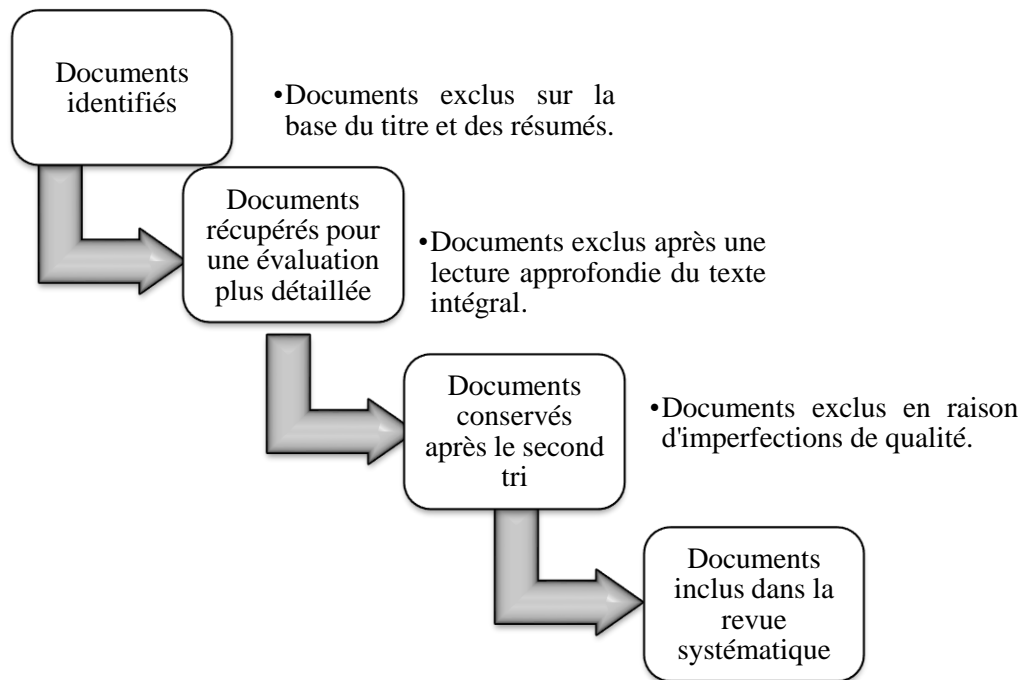 Documents
identifiés
•Documents exclus sur la
base du titre et des résumés.
Documents
récupérés pour
une évaluation
plus détaillée
•Documents exclus après une
lecture approfondie du texte
intégral.
Documents
conservés
après le second
tri
•Documents exclus en raison
d'imperfections de qualité.
Documents
inclus dans la
revue
systématique